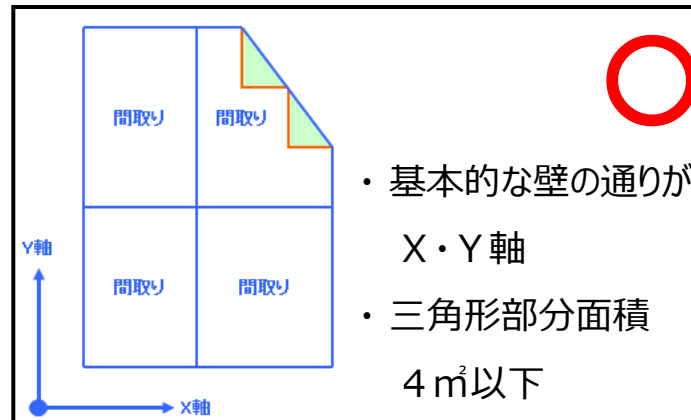 間取り
間取り
間取り
間取り
Y軸
X軸
・基本的な壁の通りが
X・Y軸
・三角形部分面積
4㎡以下